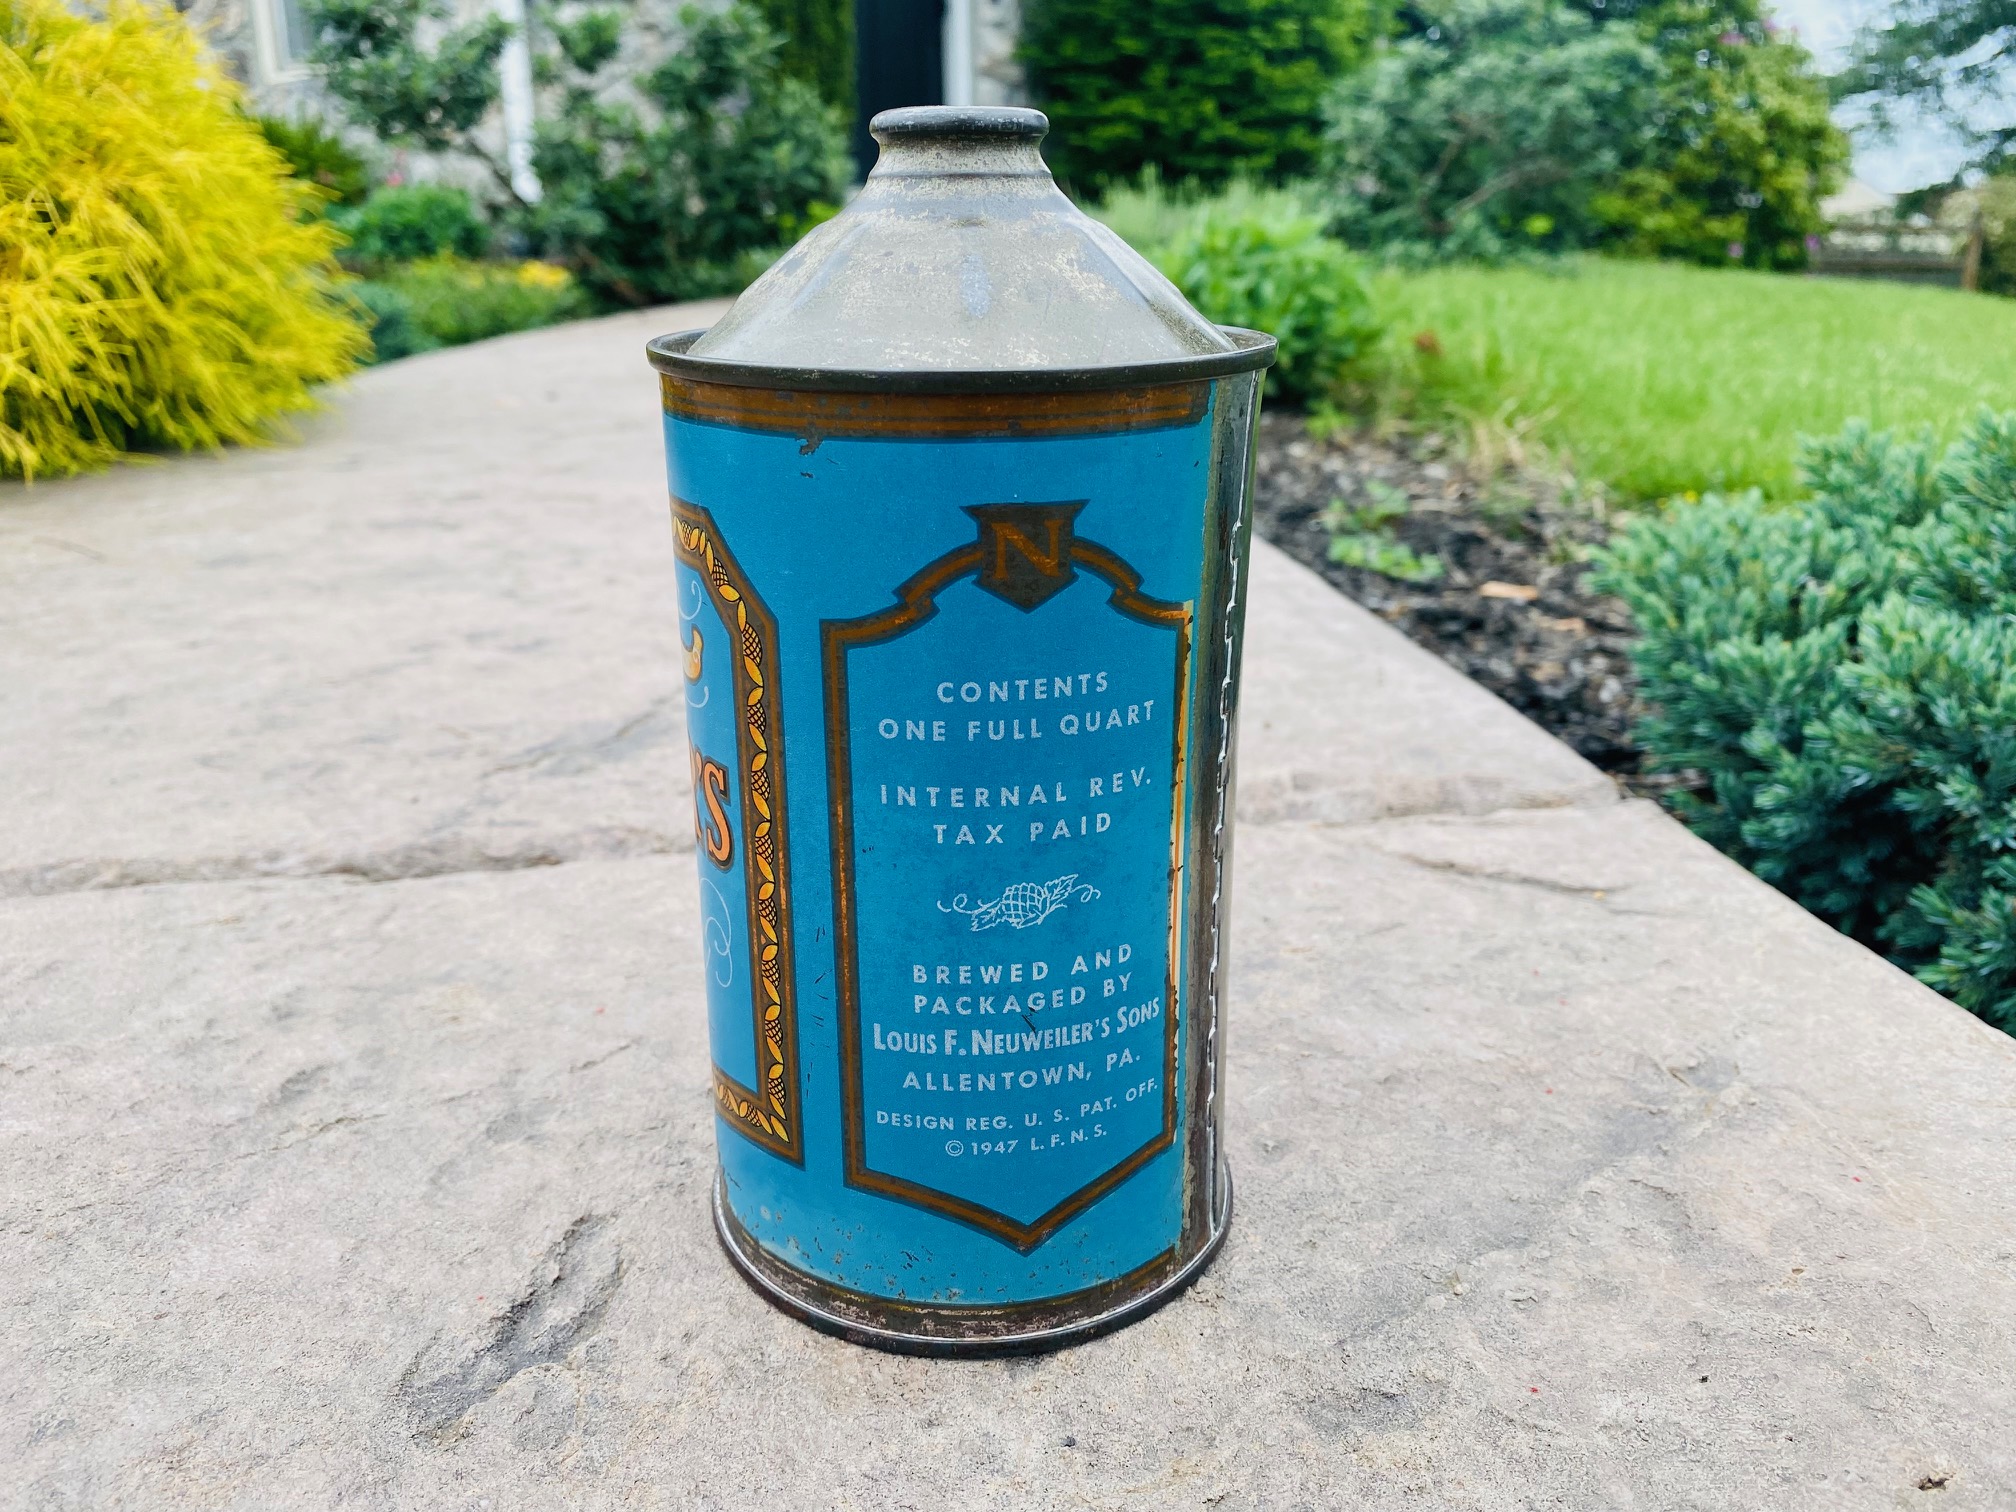 N
CONTENTS
ONE FULL QUART
INTERNAL REV.
TAX PAID
BREWED AND
PACKAGED BY
LOUIS F. NEUWEILER'S SONS
ALLENTOWN, PA.
DESIGN REG. U. S. PAT. OFF.
© 1947 L. F. N. S.